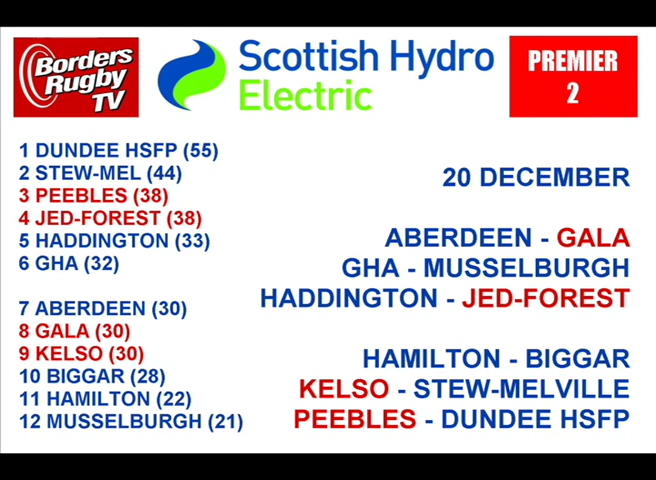 Borders
Rugby
TV
Scottish Hydro
Electric
PREMIER
2
1 DUNDEE HSFP (55)
2 STEW-MEL (44)
3 PEEBLES (38)
4 JED-FOREST (38)
5 HADDINGTON (33)
6 GHA (32)
7 ABERDEEN (30)
8 GALA (30)
9 KELSO (30)
10 BIGGAR (28)
11 HAMILTON (22)
12 MUSSELBURGH (21)
20 DECEMBER
ABERDEEN - GALA
GHA - MUSSELBURGH
HADDINGTON - JED-FOREST
HAMILTON - BIGGAR
KELSO - STEW-MELVILLE
PEEBLES - DUNDEE HSFP